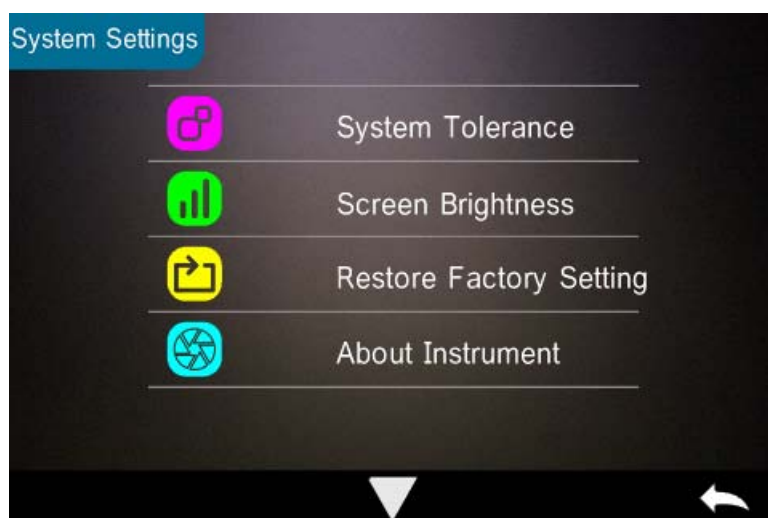 System Settings
System Tolerance
Screen Brightness
Restore Factory Setting
About Instrument